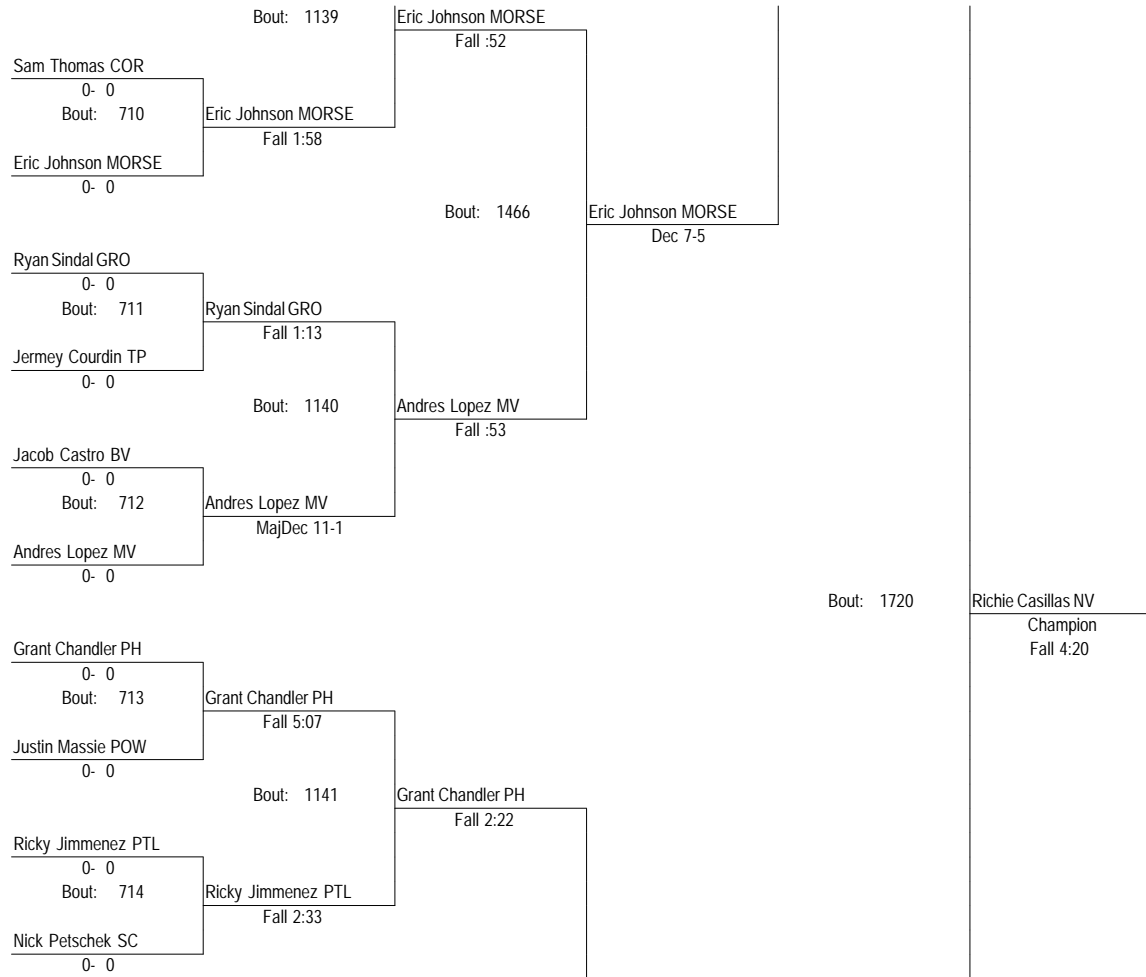 Bout: 1139 Eric Johnson MORSE
Fall :52
Sam Thomas COR
0- 0
Bout: 710 Eric Johnson MORSE
Fall 1:58
Eric Johnson MORSE
0- 0
Bout: 1466 Eric Johnson MORSE
Dec 7-5
Ryan Sindal GRO
0- 0
Bout: 711 Ryan Sindal GRO
Fall 1:13
Jermey Courdin TP
0- 0
Bout: 1140 Andres Lopez MV
Fall :53
Jacob Castro BV
0- 0
Bout: 712 Andres Lopez MV
MajDec 11-1
Andres Lopez MV
0- 0
Bout: 1720 Richie Casillas NV
Champion
Fall 4:20
Grant Chandler PH
0- 0
Bout: 713 Grant Chandler PH
Fall 5:07
Justin Massie POW
0- 0
Bout: 1141 Grant Chandler PH
Fall 2:22
Ricky Jimmenez PTL
0- 0
Bout: 714 Ricky Jimmenez PTL
Fall 2:33
Nick Petschek SC
0- 0